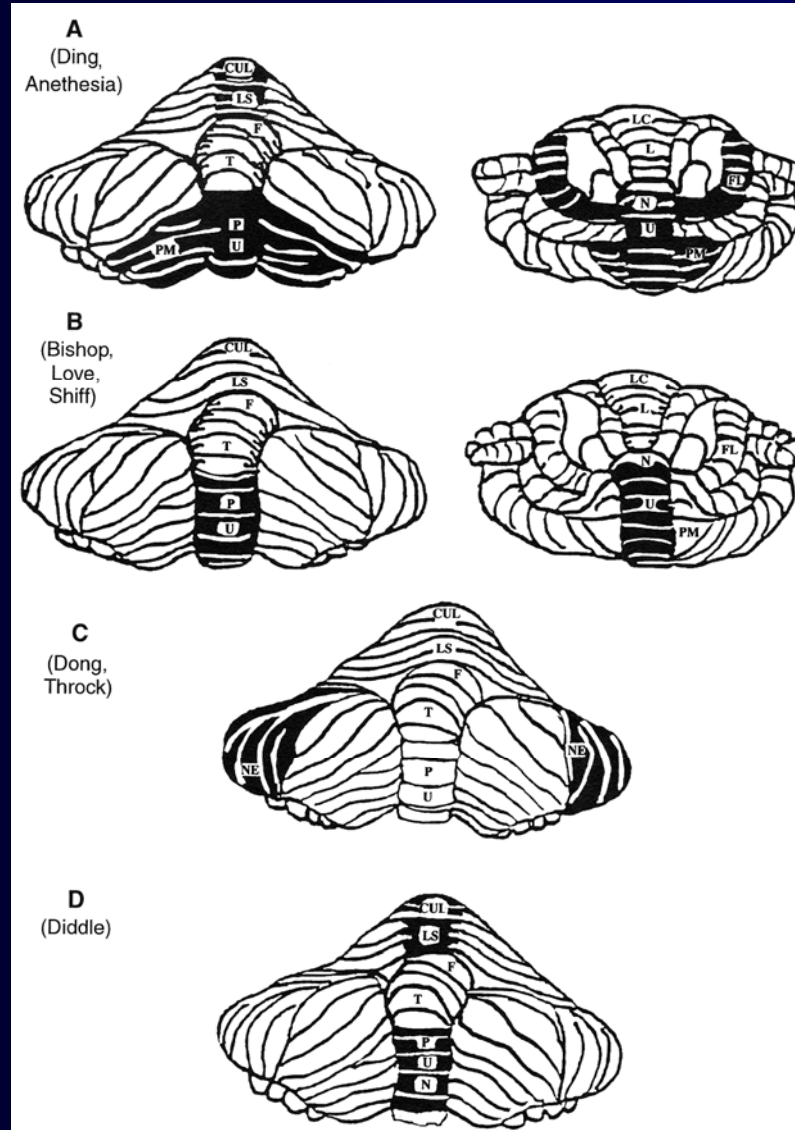 A
(Ding,
Anethesia)
CUL
LS
F
T
P
U
PM
LC
L
FL
N
U
PM
B
(Bishop,
Love,
Shiff)
CUL
LS
F
T
P
U
LC
L
FL
N
U
PM
C
(Dong,
Throck)
CUL
LS
F
T
NE
NE
P
U
D
(Diddle)
CUL
LS
F
T
P
U
N